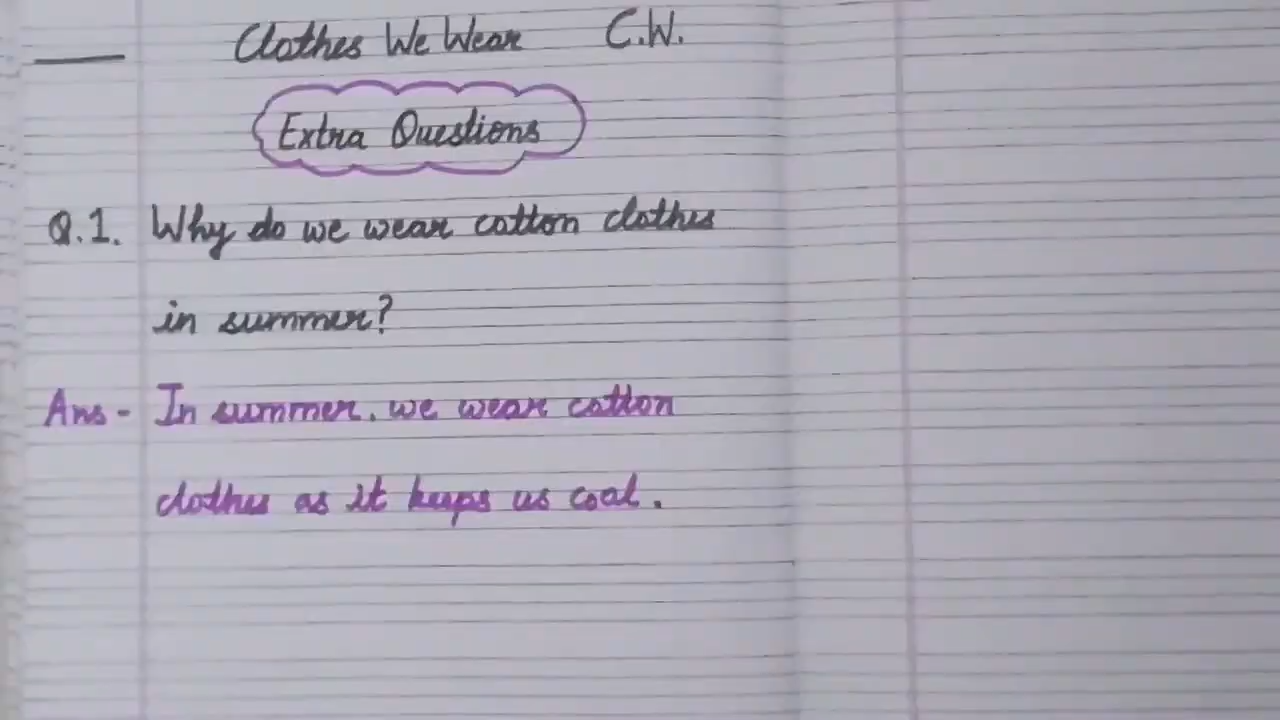 Clothes We Wear C.W.
Extra Questions
Q.1. Why do we wear cotton clothes
in summer?
Ans - In summer, we wear cotton
clothes as it keeps us coal.